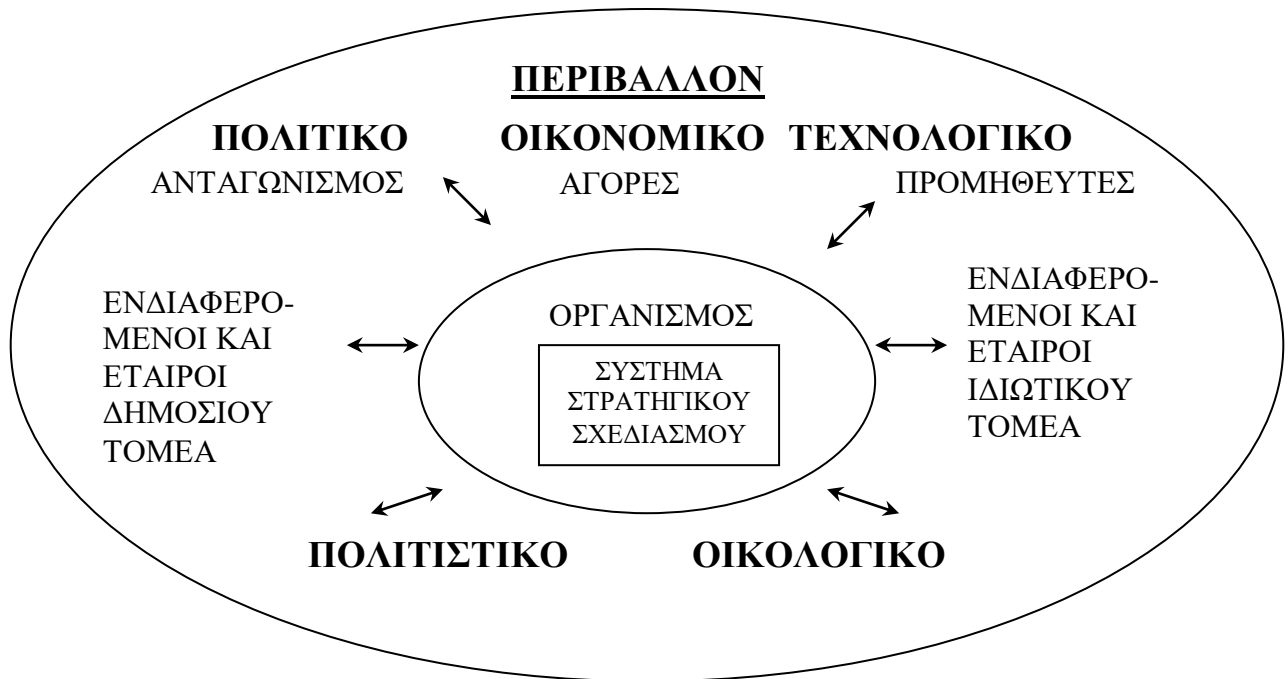 ΠΕΡΙΒΑΛΛΟΝ
ΠΟΛΙΤΙΚΟ ΟΙΚΟΝΟΜΙΚΟ ΤΕΧΝΟΛΟΓΙΚΟ
ΑΝΤΑΓΩΝΙΣΜΟΣ ΑΓΟΡΕΣ ΠΡΟΜΗΘΕΥΤΕΣ
ΕΝΔΙΑΦΕΡΟ-
ΜΕΝΟΙ ΚΑΙ
ΕΤΑΙΡΟΙ
ΔΗΜΟΣΙΟΥ
ΤΟΜΕΑ
ΟΡΓΑΝΙΣΜΟΣ
ΣΥΣΤΗΜΑ
ΣΤΡΑΤΗΓΙΚΟΥ
ΣΧΕΔΙΑΣΜΟΥ
ΕΝΔΙΑΦΕΡΟ-
ΜΕΝΟΙ ΚΑΙ
ΕΤΑΙΡΟΙ
ΙΔΙΩΤΙΚΟΥ
ΤΟΜΕΑ
ΠΟΛΙΤΙΣΤΙΚΟ ΟΙΚΟΛΟΓΙΚΟ